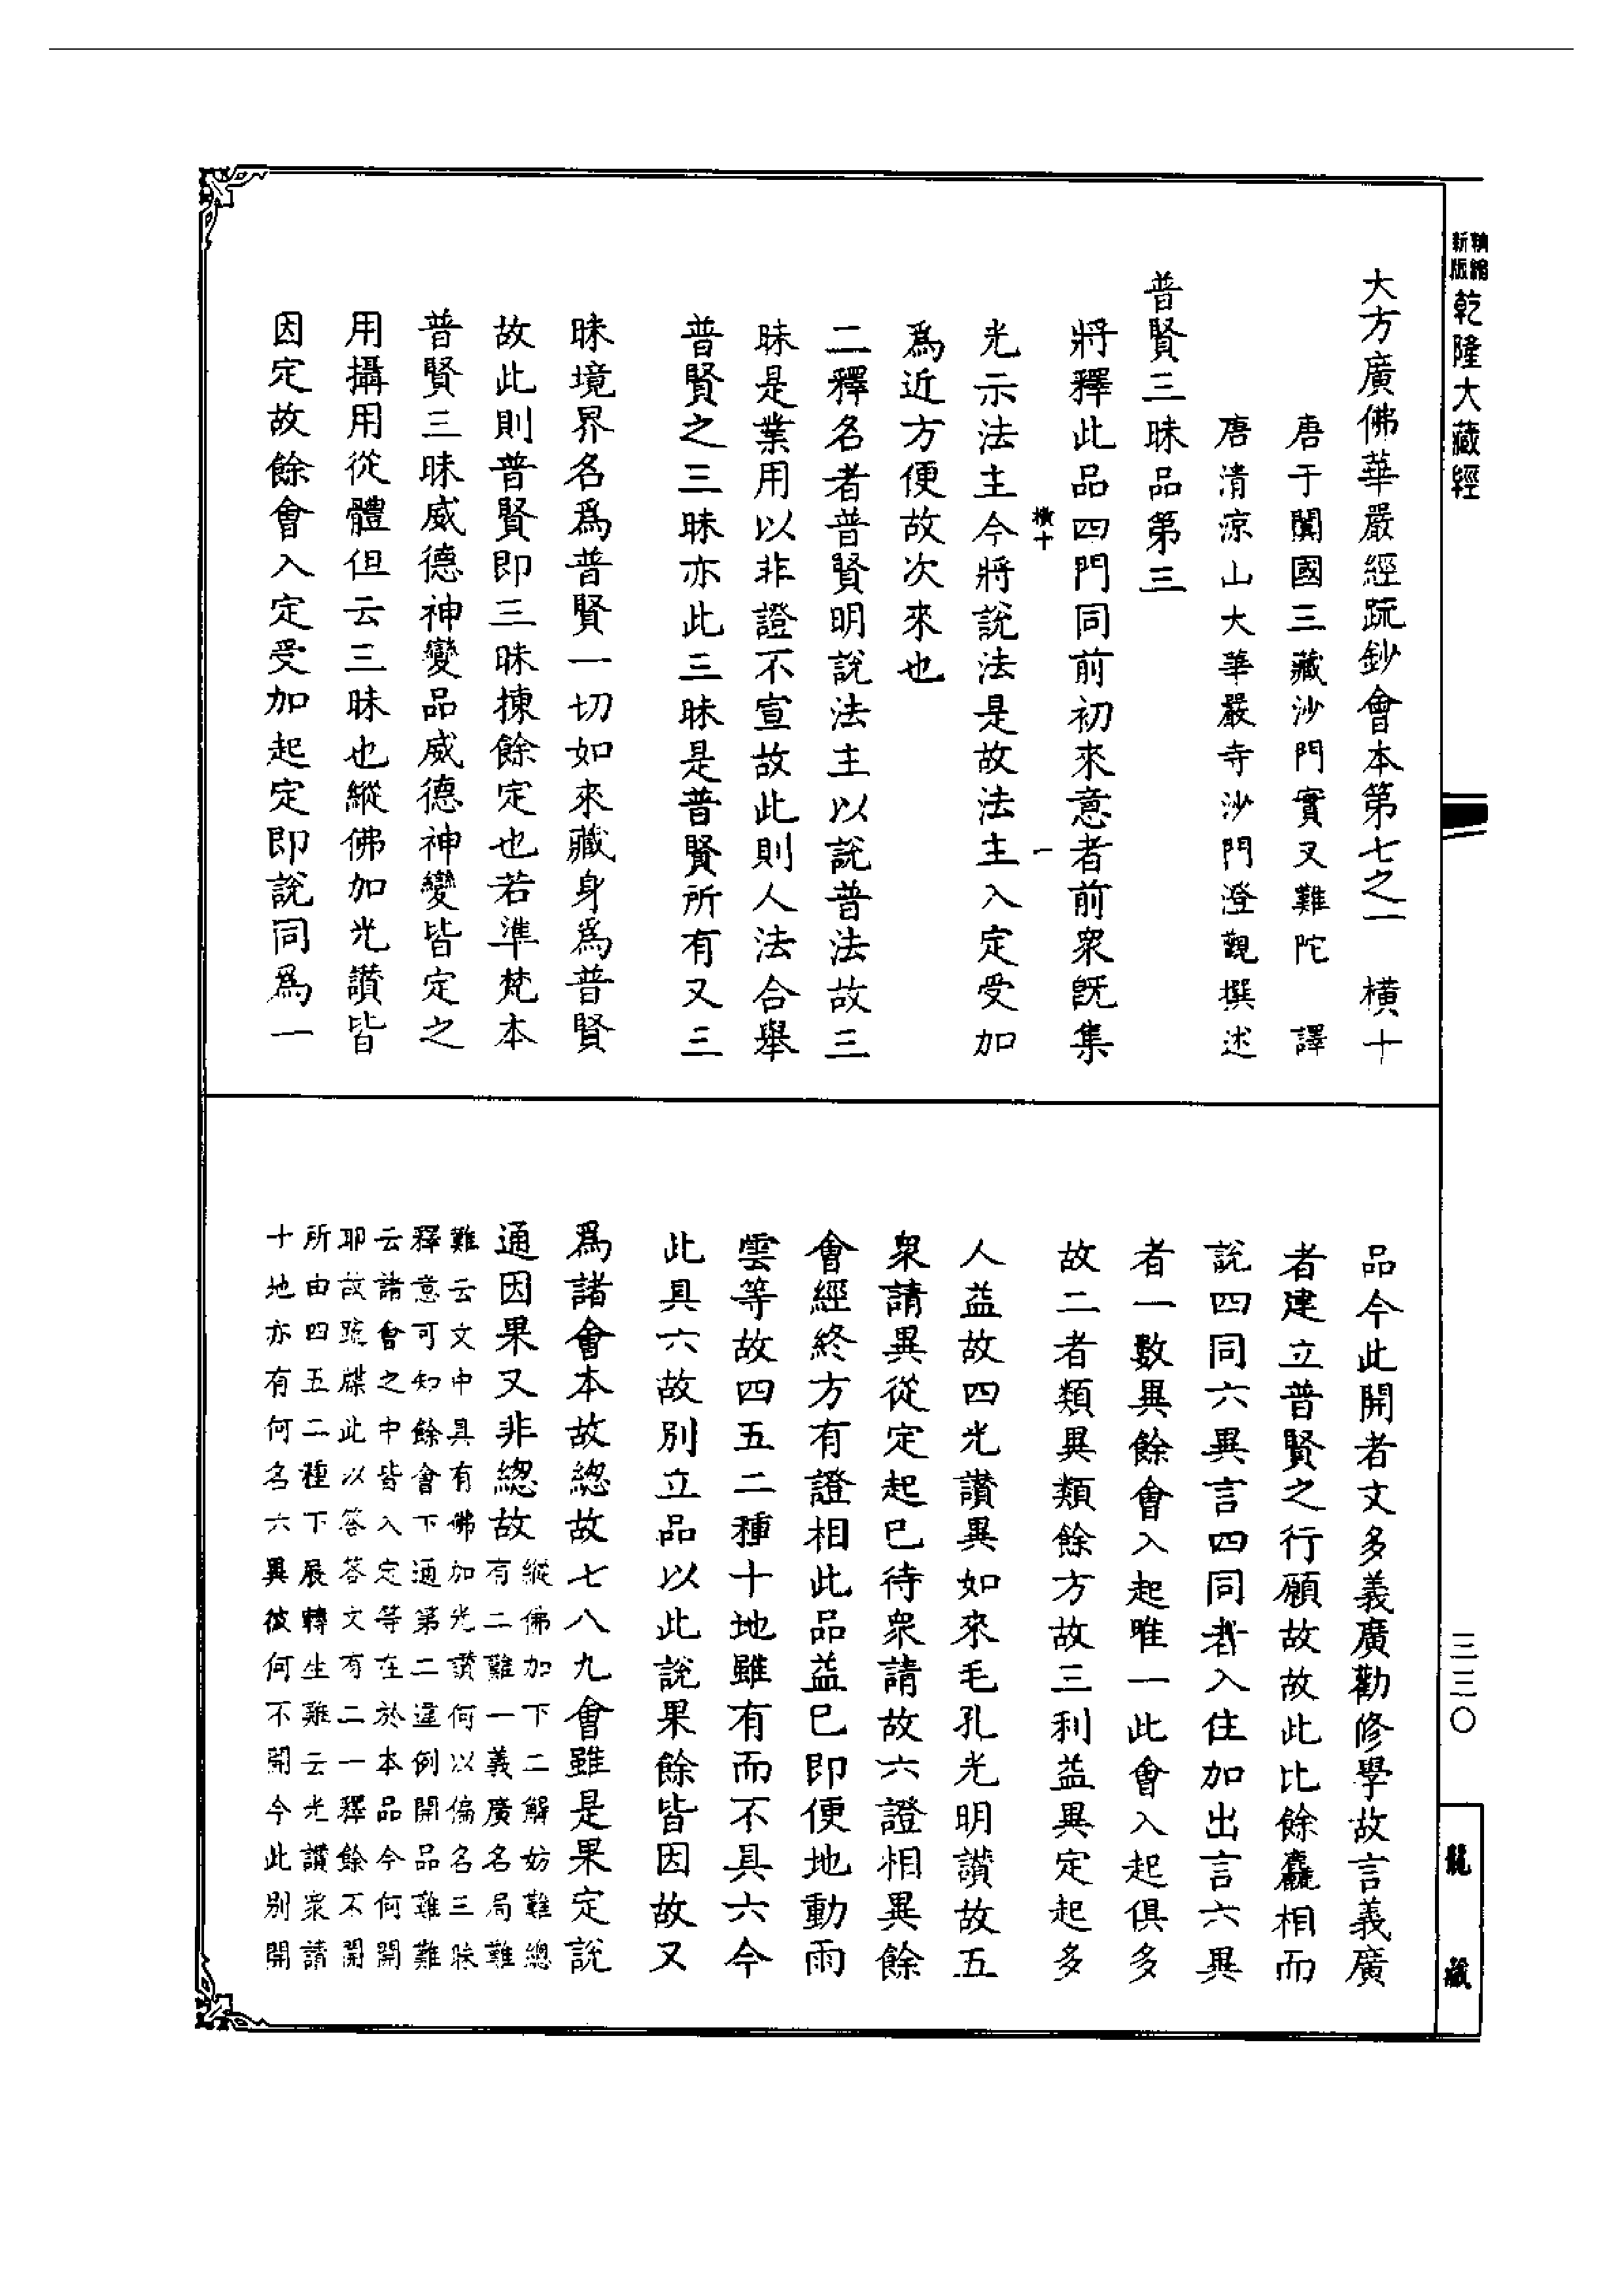 新版
精縮
乾隆大藏經
大方廣佛華嚴經疏鈔會本第七之一　橫十
唐于闐國三藏沙門實叉難陀　譯
唐清涼山大華嚴寺沙門澄觀撰述
普賢三昧品第三
將釋此品四門同前初來意者前衆旣集
橫十　一
光示法主今將說法是故法主入定受加
爲近方便故次來也
二釋名者普賢明說法主以說普法故三
昧是業用以非證不宣故此則人法合舉
普賢之三昧亦此三昧是普賢所有又三
昧境界名爲普賢一切如來藏身爲普賢
故此則普賢即三昧揀餘定也若準梵本
普賢三昧威德神變品威德神變皆定之
用攝用從體但云三昧也縱佛加光讚皆
因定故餘會入定受加起定即說同爲一
品今此開者文多義廣勸修學故言義廣
者建立普賢之行願故故此比餘麤相而
說四同六異言四同者入住加出言六異
者一數異餘會入起唯一此會入起俱多
故二者類異類餘方故三利益異定起多
人益故四光讚異如來毛孔光明讚故五
衆請異從定起已待衆請故六證相異餘
會經終方有證相此品益已即便地動雨
雲等故四五二種十地雖有而不具六今
此具六故別立品以此說果餘皆因故又
爲諸會本故總故七八九會雖是果定說
通因果又非總故
縱佛加下二解妨難總
有二難一義廣名局難
難云文中具有佛加光讚何以偏名三昧
釋意可知餘會下通第二違例開品難難
云諸會之中皆入定等在於本品今何開
耶故疏牒此以答答文有二一釋餘不開
所由四五二種下展轉生難云光讚衆請
十地亦有何名六異彼何不開今此別開
三三〇
龍　藏